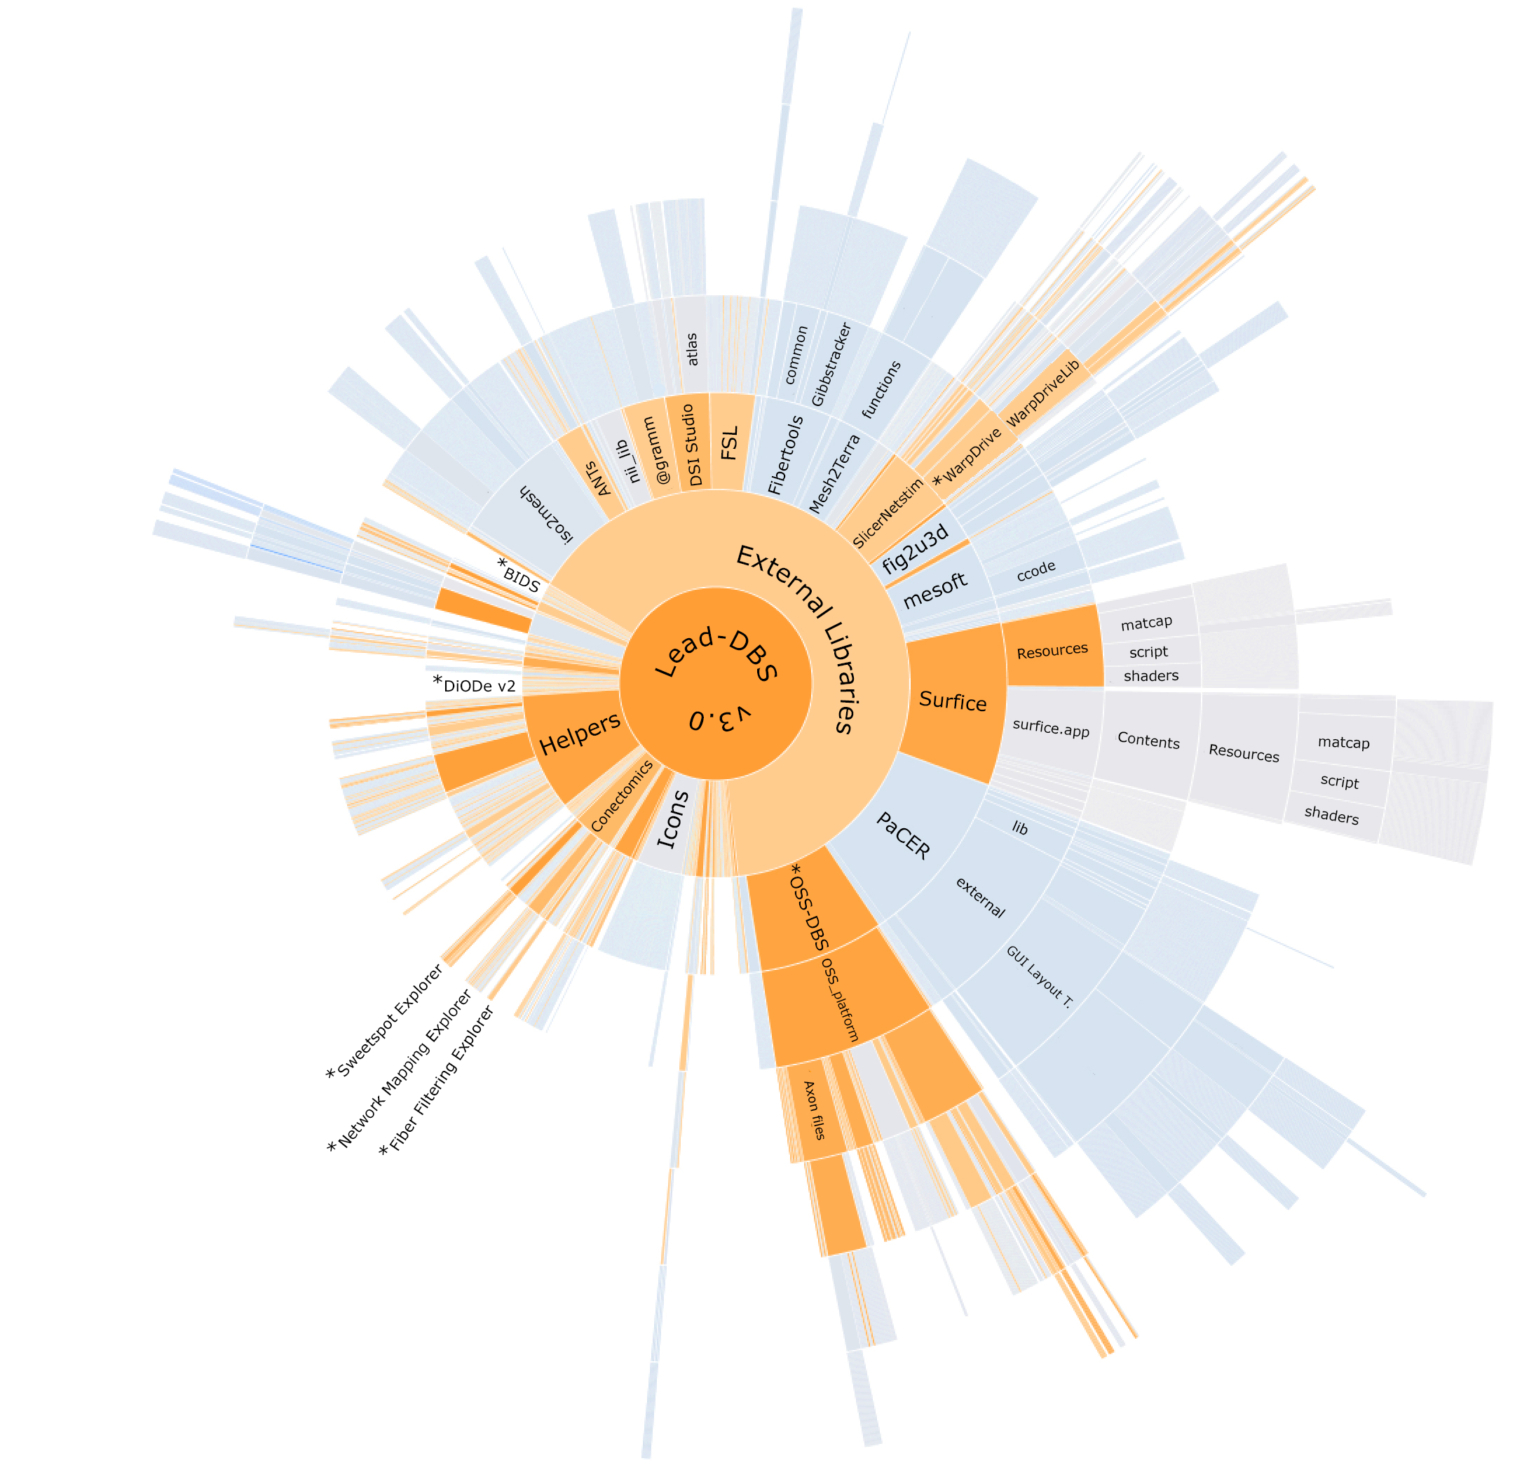 Lead-DBS
v3.0
External Libraries
*BIDS
iso2mesh
ANTs
nii_lib
@gramm
DSI Studio
atlas
FSL
Fibertools
common
Gibbstracker
Mesh2Terra
functions
SlicerNetstim
*WarpDrive
WarpDriveLib
fig2u3d
mesoft
ccode
Surfice
Resources
matcap
script
shaders
surfice.app
Contents
Resources
matcap
script
shaders
PaCER
lib
external
GUI Layout T.
*OSS-DBS
OSS_platform
Axon files
Icons
Conectomics
*Sweetspot Explorer
*Network Mapping Explorer
*Fiber Filtering Explorer
Helpers
*DiODe v2